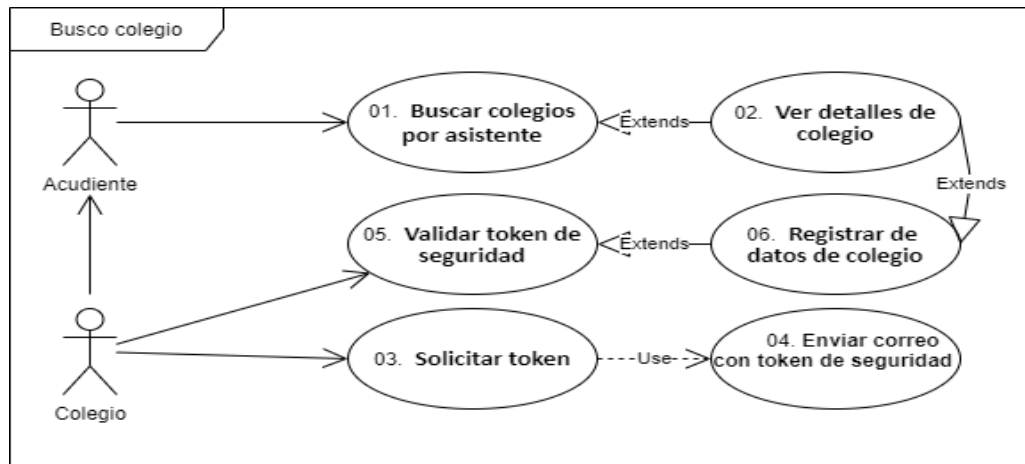 Busco colegio
01. Buscar colegios
por asistente
Extends
02. Ver detalles de
colegio
Acudiente
Extends
05. Validar token de
seguridad
Extends
06. Registrar de
datos de colegio
03. Solicitar token
Use
04. Enviar correo
con token de seguridad
Colegio